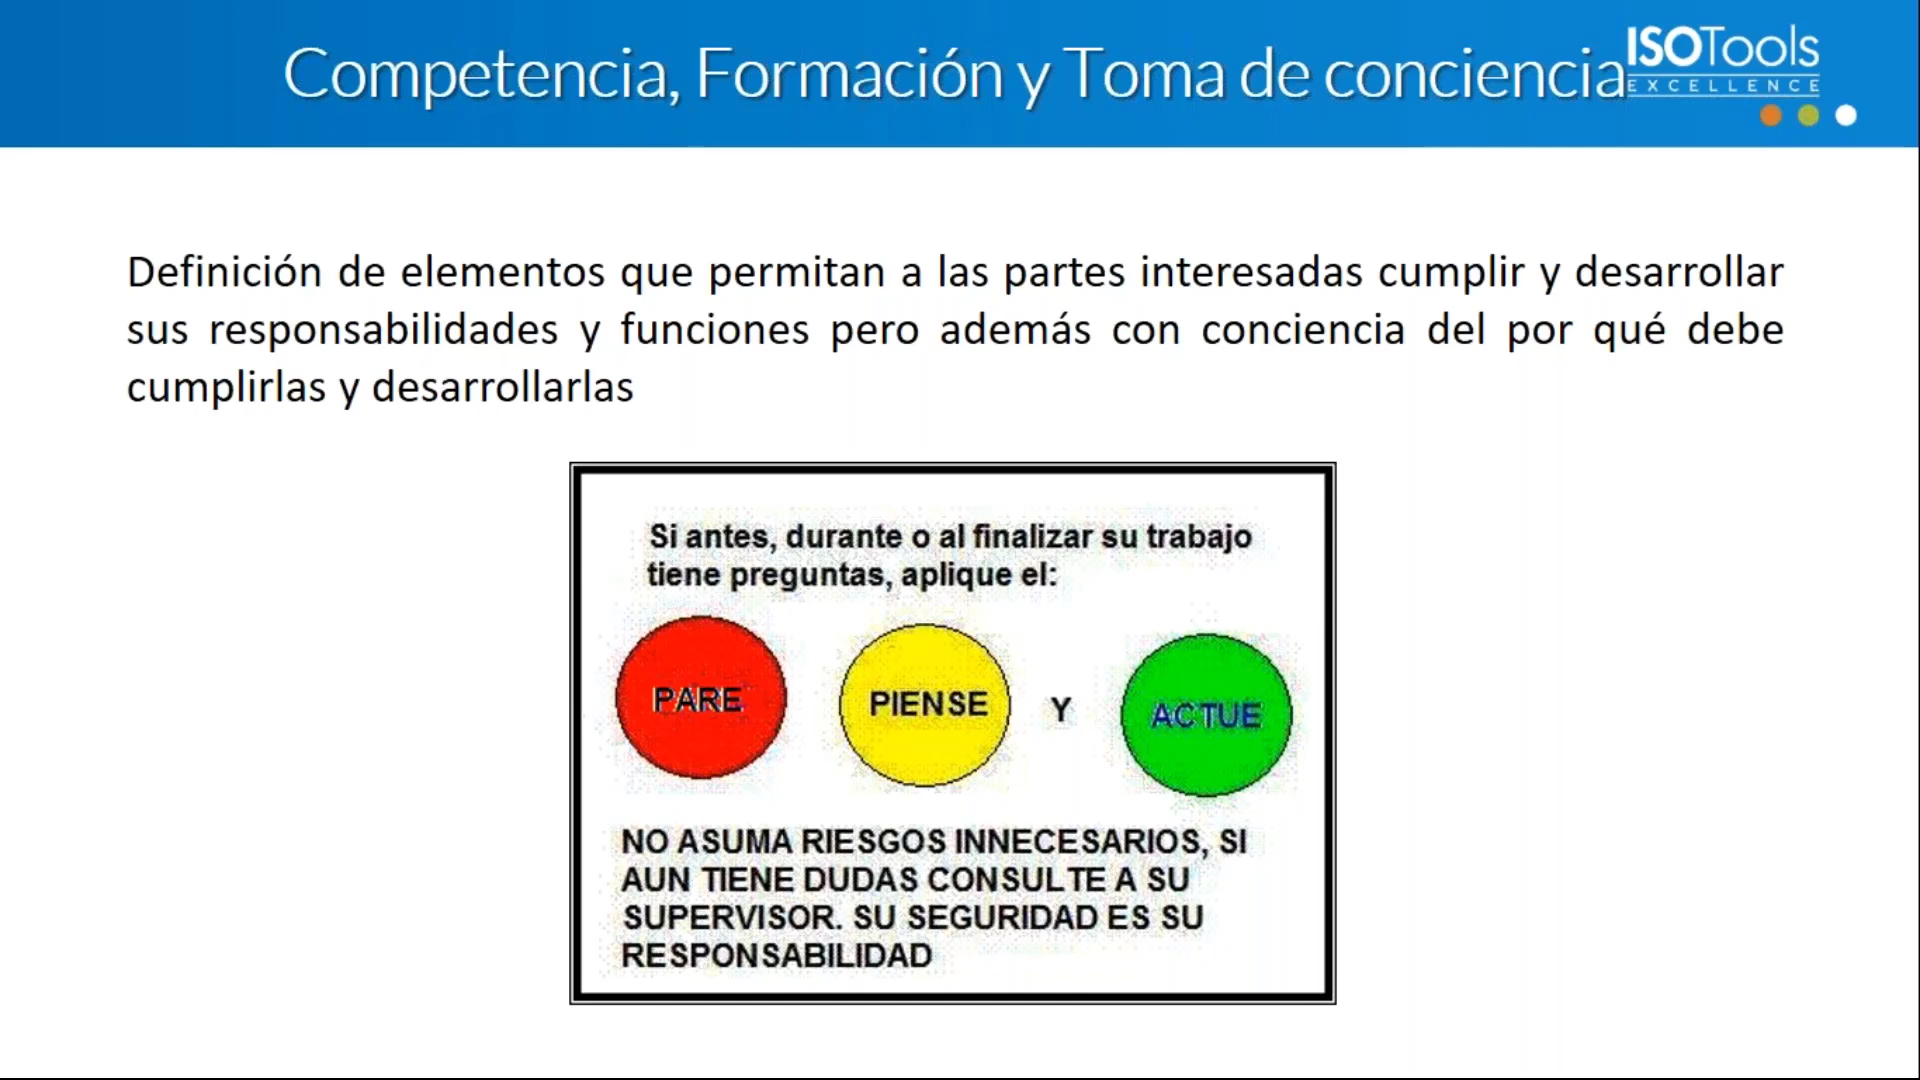 Competencia, Formación y Toma de conciencia
ISOTools
EXCELLENCE
Definición de elementos que permitan a las partes interesadas cumplir y desarrollar
sus responsabilidades y funciones pero además con conciencia del por qué debe
cumplirlas y desarrollarlas
Si antes, durante o al finalizar su trabajo
tiene preguntas, aplique el:
PARE PIENSE Y ACTUE
NO ASUMA RIESGOS INNECESARIOS, SI
AUN TIENE DUDAS CONSULTE A SU
SUPERVISOR. SU SEGURIDAD ES SU
RESPONSABILIDAD